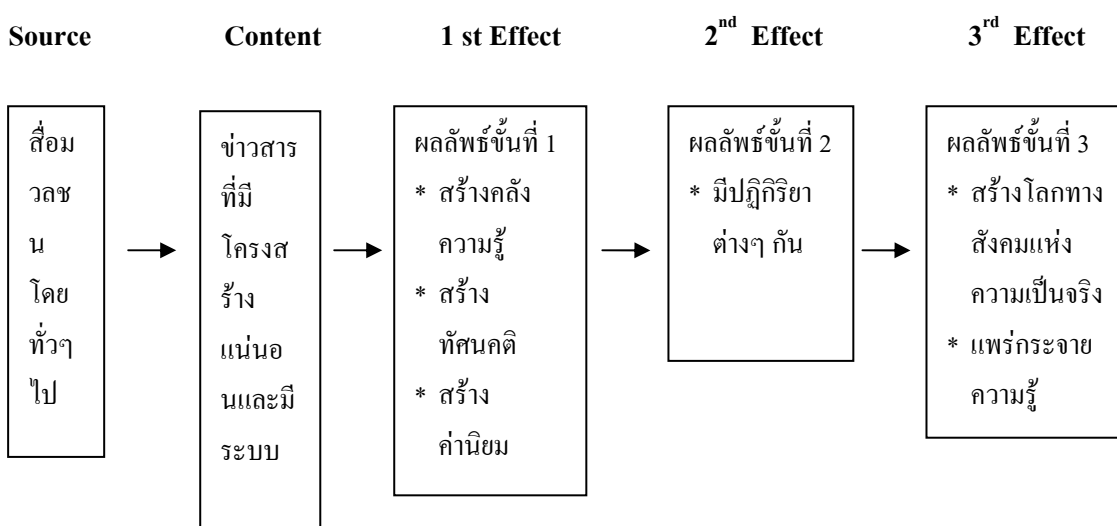 Source Content 1 st Effect 2nd Effect 3rd Effect
สื่อม
วลช
น
โดย
ทั่วๆ
ไป
ข่าวสาร
ที่มี
โครงส
ร้าง
แน่นอ
นและมี
ระบบ
ผลลัพธ์ขั้นที่ 1
* สร้างคลัง
ความรู้
* สร้าง
ทัศนคติ
* สร้าง
ค่านิยม
ผลลัพธ์ขั้นที่ 2
* มีปฏิกิริยา
ต่างๆ กัน
ผลลัพธ์ขั้นที่ 3
* สร้างโลกทาง
สังคมแห่ง
ความเป็นจริง
* แพร่กระจาย
ความรู้